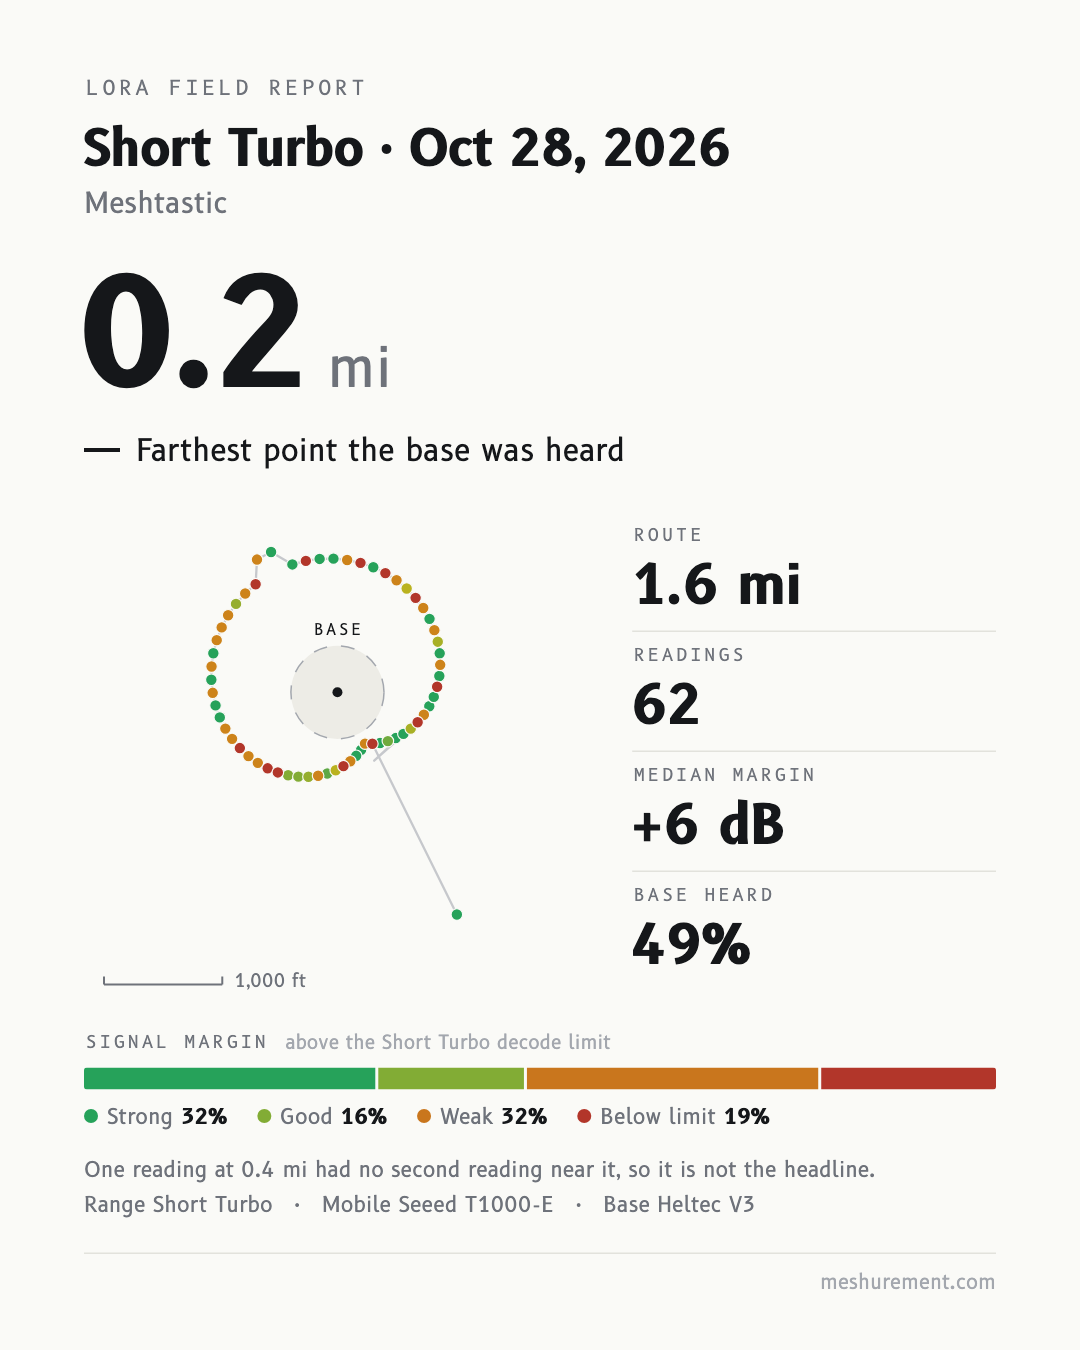 LORA FIELD REPORT
Short Turbo · Oct 28, 2026
Meshtastic
0.2 mi
— Farthest point the base was heard
BASE
1,000 ft
ROUTE
1.6 mi
READINGS
62
MEDIAN MARGIN
+6 dB
BASE HEARD
49%
SIGNAL MARGIN above the Short Turbo decode limit
Strong 32% Good 16% Weak 32% Below limit 19%
One reading at 0.4 mi had no second reading near it, so it is not the headline.
Range Short Turbo · Mobile Seeed T1000-E · Base Heltec V3
meshurement.com